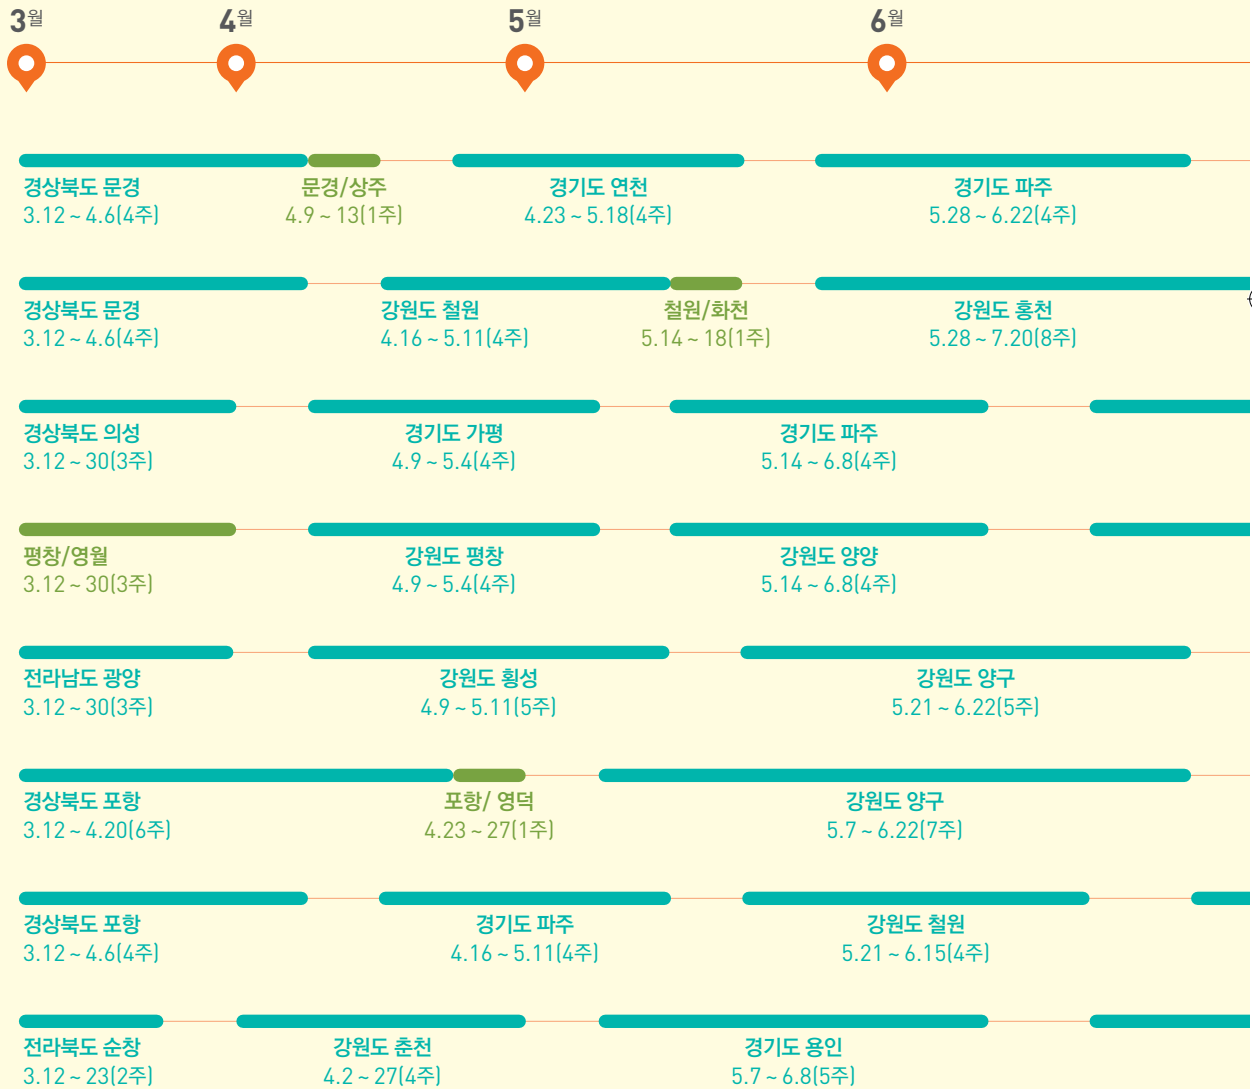 3월 4월 5월 6월
경상북도 문경 문경/상주 경기도 연천 경기도 파주
3.12 ~ 4.6(4주) 4.9 ~ 13(1주) 4.23 ~ 5.18(4주) 5.28 ~ 6.22(4주)
경상북도 문경 강원도 철원 철원/화천 강원도 홍천
3.12 ~ 4.6(4주) 4.16 ~ 5.11(4주) 5.14 ~ 18(1주) 5.28 ~ 7.20(8주)
경상북도 의성 경기도 가평 경기도 파주
3.12 ~ 30(3주) 4.9 ~ 5.4(4주) 5.14 ~ 6.8(4주)
평창/영월 강원도 평창 강원도 양양
3.12 ~ 30(3주) 4.9 ~ 5.4(4주) 5.14 ~ 6.8(4주)
전라남도 광양 강원도 횡성 강원도 양구
3.12 ~ 30(3주) 4.9 ~ 5.11(5주) 5.21 ~ 6.22(5주)
경상북도 포항 포항/ 영덕 강원도 양구
3.12 ~ 4.20(6주) 4.23 ~ 27(1주) 5.7 ~ 6.22(7주)
경상북도 포항 경기도 파주 강원도 철원
3.12 ~ 4.6(4주) 4.16 ~ 5.11(4주) 5.21 ~ 6.15(4주)
전라북도 순창 강원도 춘천 경기도 용인
3.12 ~ 23(2주) 4.2 ~ 27(4주) 5.7 ~ 6.8(5주)